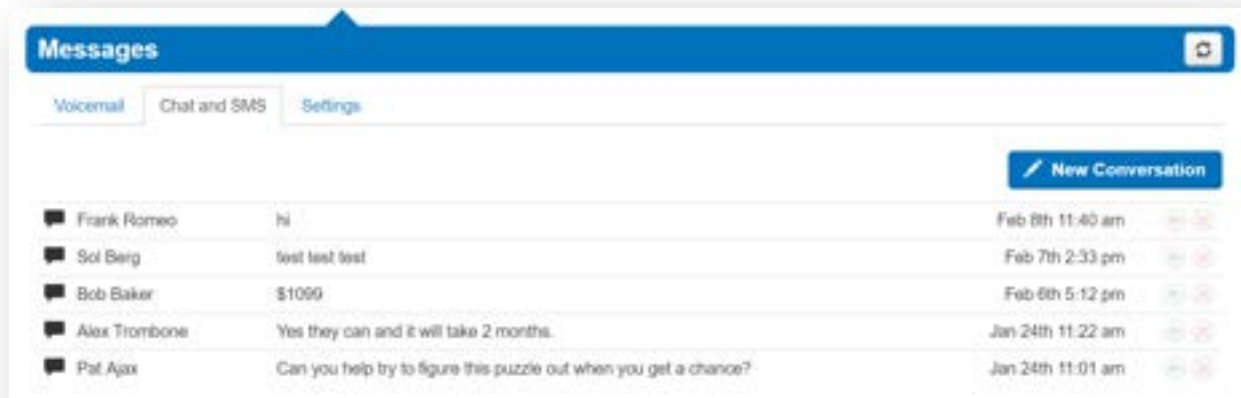 Messages
Voicemail Chat and SMS Settings
New Conversation
Frank Romeo hi Feb 8th 11:40 am
Sol Berg test test test Feb 7th 2:33 pm
Bob Baker $1099 Feb 6th 5:12 pm
Alex Trombone Yes they can and it will take 2 months. Jan 24th 11:22 am
Pat Ajax Can you help try to figure this puzzle out when you get a chance? Jan 24th 11:01 am